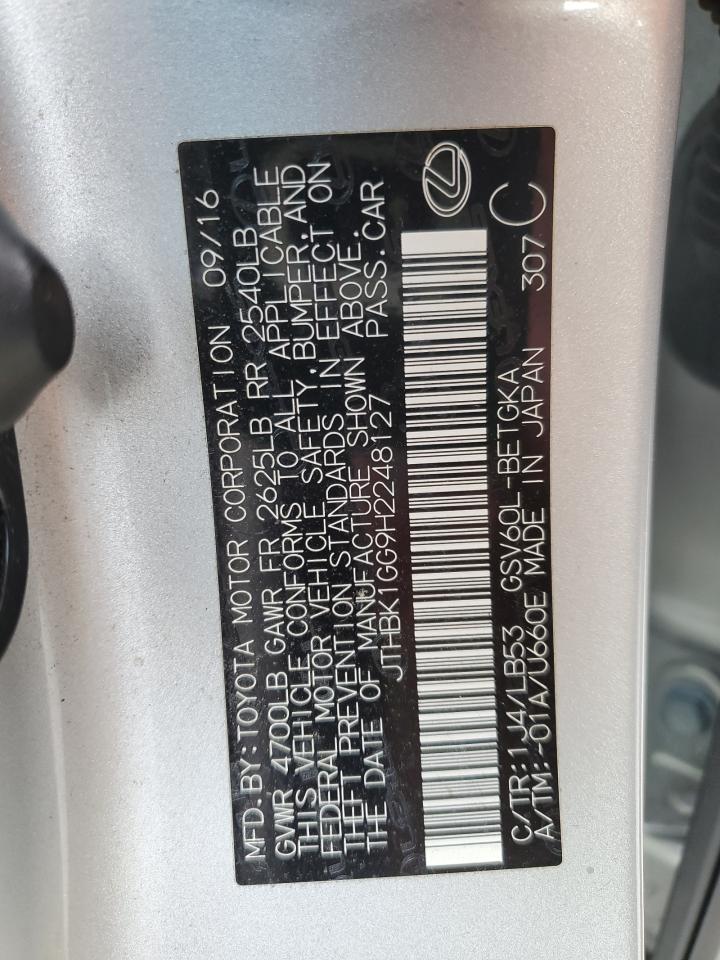 MFD.BY:TOYOTA MOTOR CORPORATION 09/16
GVWR 4700LB GAWR FR 2625LB RR 2540LB
THIS VEHICLE CONFORMS TO ALL APPLICABLE
FEDERAL MOTOR VEHICLE SAFETY,BUMPER,AND
THEFT PREVENTION STANDARDS IN EFFECT ON
THE DATE OF MANUFACTURE SHOWN ABOVE.
JTHBK1GG9H2248127 PASS.CAR
C/TR:1J4/LB53 GSV60L-BETGKA 307 C
A/TM:-01A/U660E MADE IN JAPAN